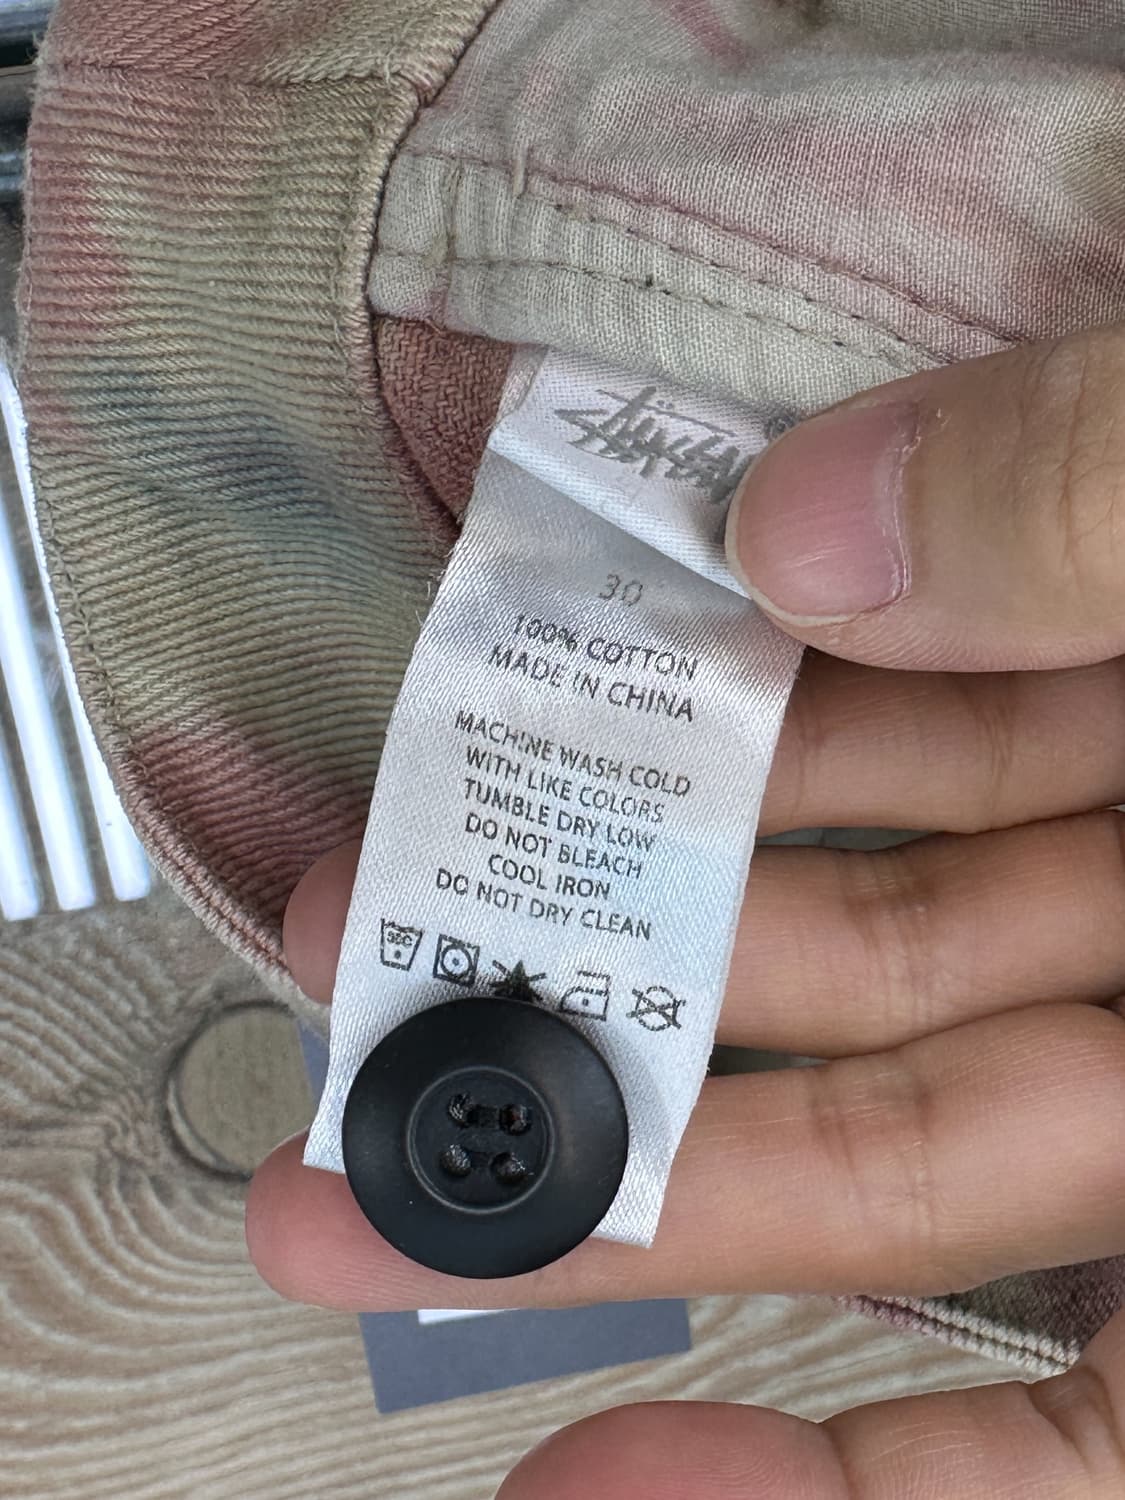 Stüssy
30
100% COTTON
MADE IN CHINA
MACHINE WASH COLD
WITH LIKE COLORS
TUMBLE DRY LOW
DO NOT BLEACH
COOL IRON
DO NOT DRY CLEAN
30C